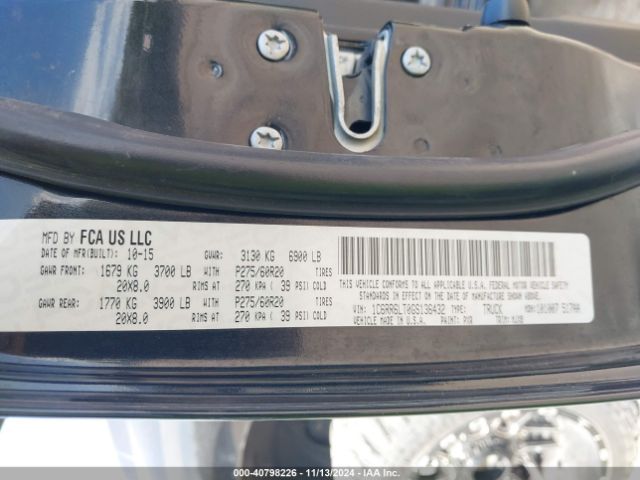 MFD BY FCA US LLC
DATE OF MFR(BUILT): 10-15 GVWR: 3130 KG 6900 LB
GAWR FRONT: 1679 KG 3700 LB WITH P275/60R20 TIRES
20X8.0 RIMS AT 270 KPA ( 39 PSI) COLD
GAWR REAR: 1770 KG 3900 LB WITH P275/60R20 TIRES
20X8.0 RIMS AT 270 KPA ( 39 PSI) COLD
THIS VEHICLE CONFORMS TO ALL APPLICABLE U.S.A. FEDERAL MOTOR VEHICLE SAFETY
STANDARDS IN EFFECT ON THE DATE OF MANUFACTURE SHOWN ABOVE.
VIN: 1C6RR6LT0GS136432 TYPE: TRUCK MDH:
VEHICLE MADE IN U.S.A. PAINT: PXR TRIM:
000-40798226 - 11/13/2024 - IAA Inc.